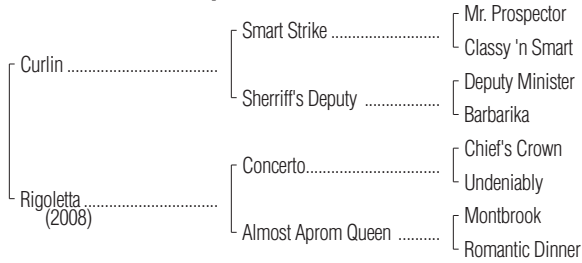 Mr. Prospector
Smart Strike ........................
Classy 'n Smart
Curlin ...................................
Deputy Minister
Sherriff's Deputy .................
Barbarika
Chief's Crown
Concerto..............................
Undeniably
Rigoletta ...............................
(2008)
Montbrook
Almost Aprom Queen .........
Romantic Dinner